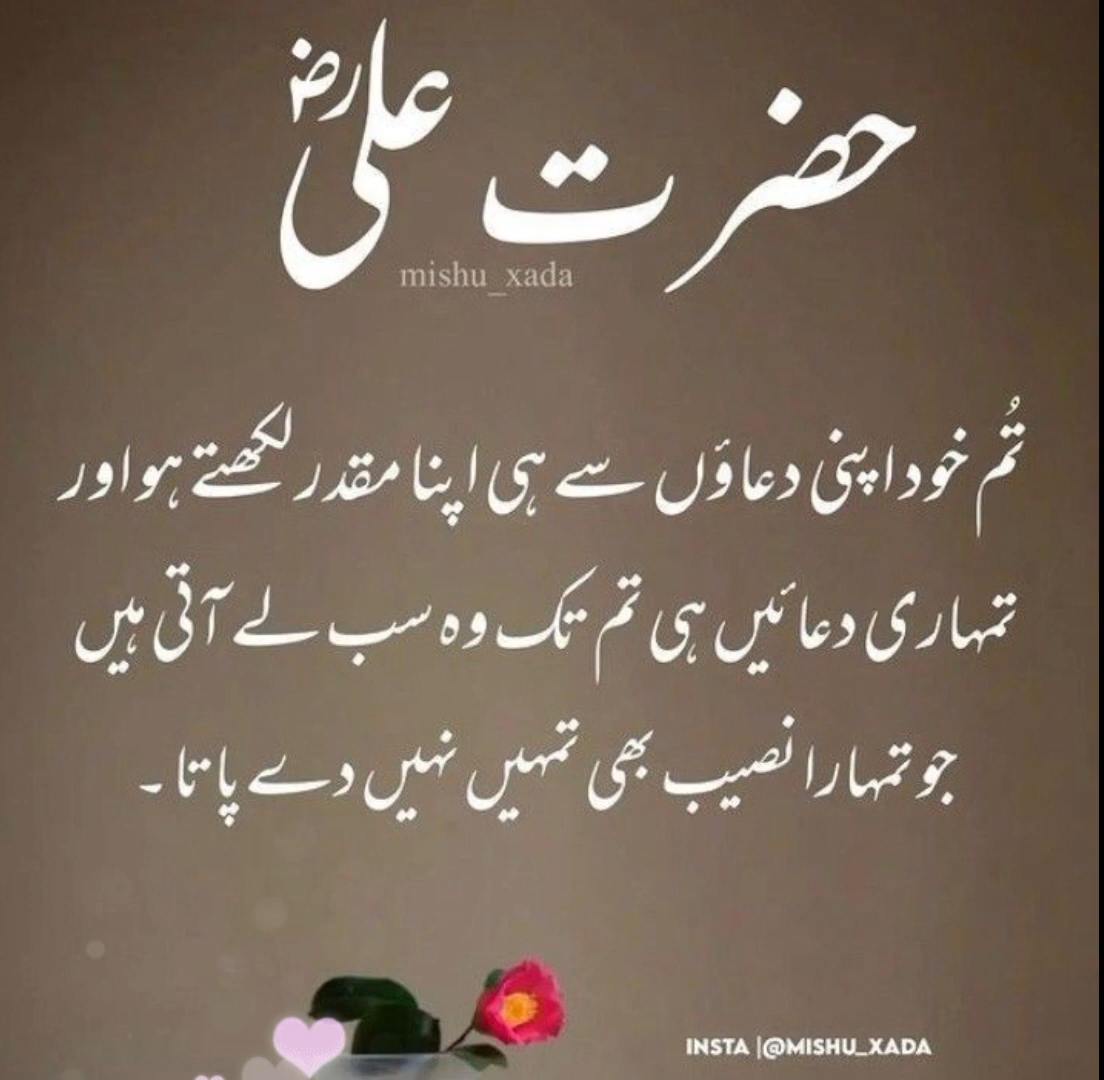 حضرت علیؓ
mishu_xada
تُم خود اپنی دعاؤں سے ہی اپنا مقدر لکھتے ہو اور
تمہاری دعائیں ہی تم تک وہ سب لے آتی ہیں
جو تمہارا نصیب بھی تمہیں نہیں دے پاتا۔
INSTA |@MISHU_XADA